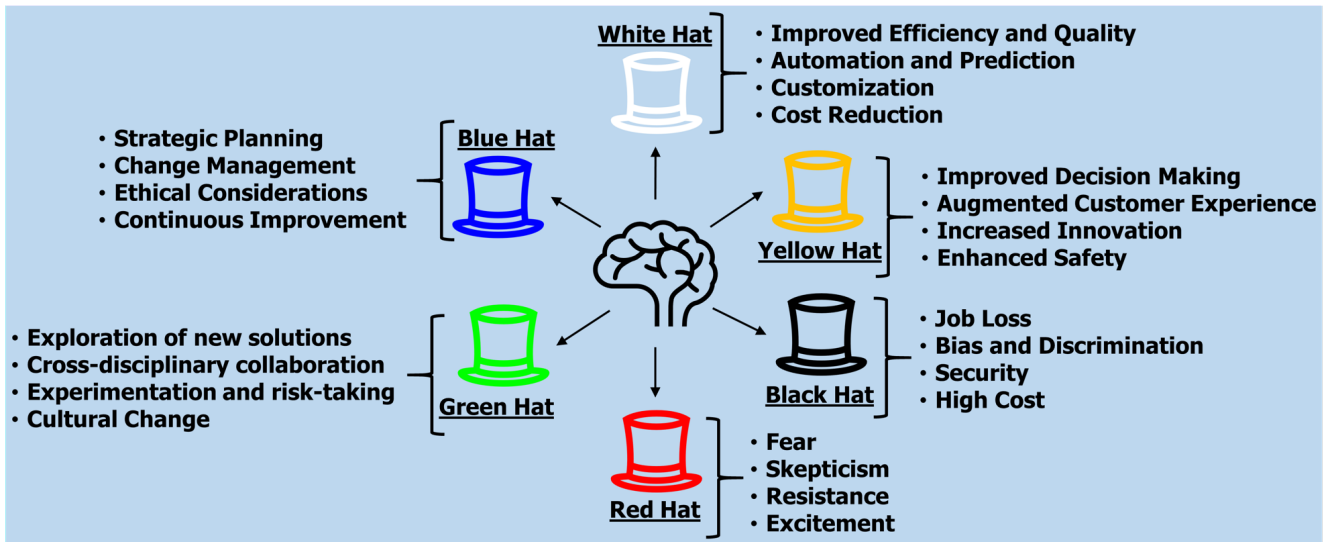 White Hat
• Improved Efficiency and Quality
• Automation and Prediction
• Customization
• Cost Reduction
Blue Hat
• Strategic Planning
• Change Management
• Ethical Considerations
• Continuous Improvement
Yellow Hat
• Improved Decision Making
• Augmented Customer Experience
• Increased Innovation
• Enhanced Safety
Green Hat
• Exploration of new solutions
• Cross-disciplinary collaboration
• Experimentation and risk-taking
• Cultural Change
Black Hat
• Job Loss
• Bias and Discrimination
• Security
• High Cost
Red Hat
• Fear
• Skepticism
• Resistance
• Excitement